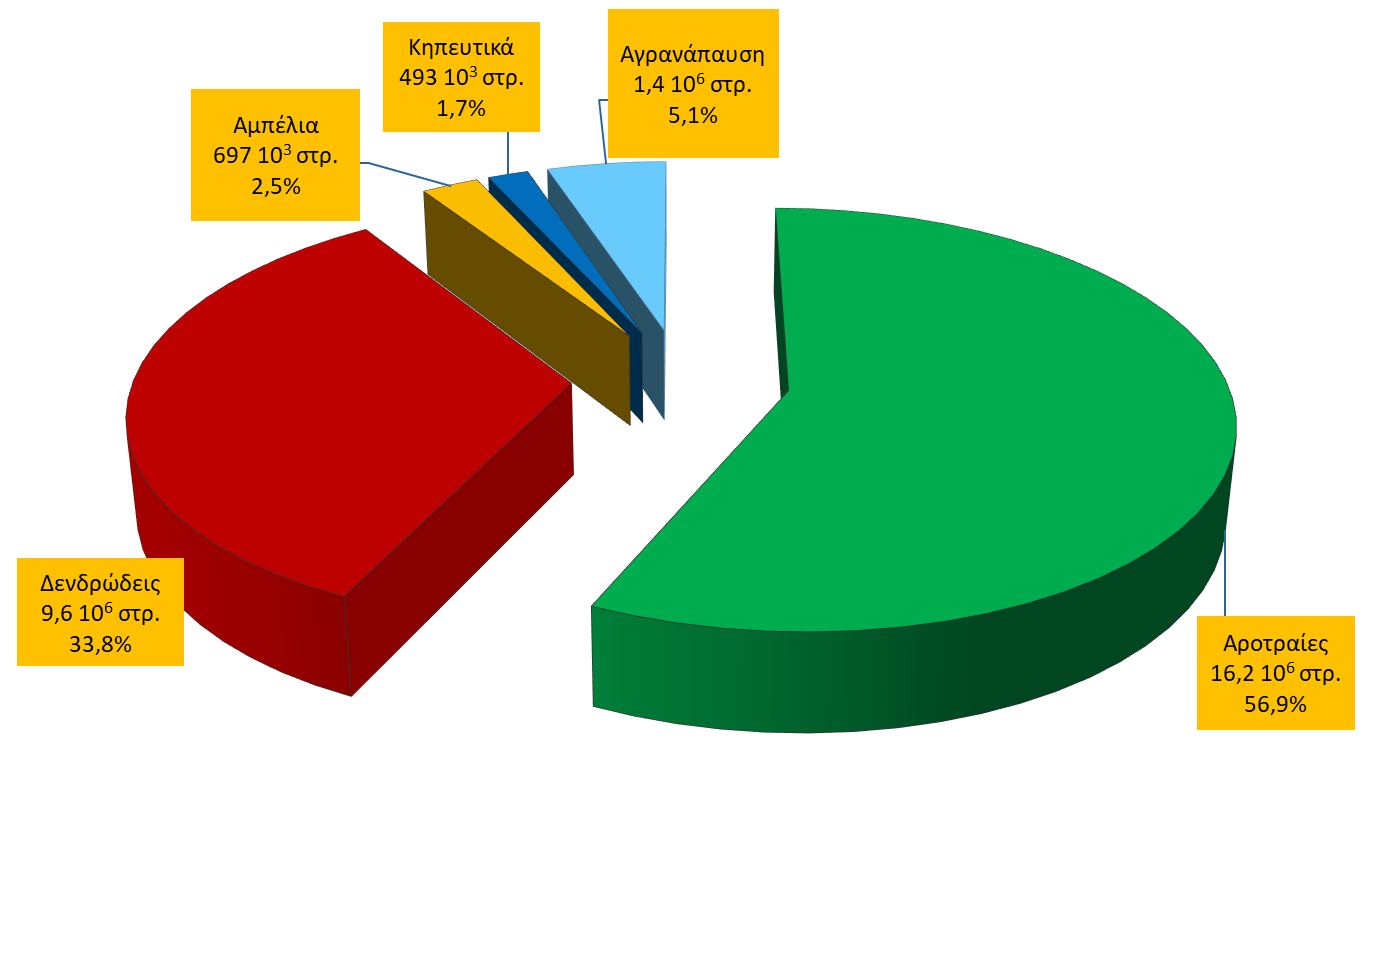 Κηπευτικά
493 10³ στρ.
1,7%
Αγρανάπαυση
1,4 10⁶ στρ.
5,1%
Αμπέλια
697 10³ στρ.
2,5%
Δενδρώδεις
9,6 10⁶ στρ.
33,8%
Αροτραίες
16,2 10⁶ στρ.
56,9%